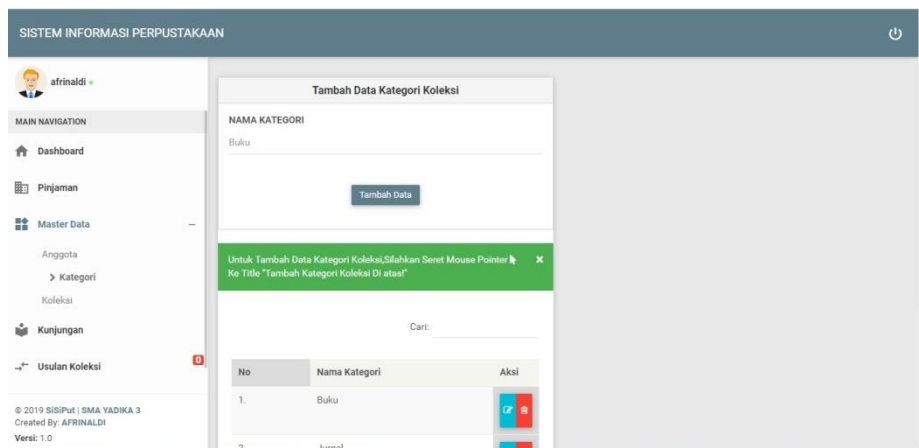 SISTEM INFORMASI PERPUSTAKAAN
afrinaldi
MAIN NAVIGATION
Dashboard
Pinjaman
Master Data
Anggota
Kategori
Koleksi
Kunjungan
Usulan Koleksi
0
© 2019 SiSiPut | SMA YADIKA 3
Created By: AFRINALDI
Versi: 1.0
Tambah Data Kategori Koleksi
NAMA KATEGORI
Buku
Tambah Data
Untuk Tambah Data Kategori Koleksi,Silahkan Seret Mouse Pointer
Ke Title "Tambah Kategori Koleksi Di atas!"
Cari:
No Nama Kategori Aksi
1. Buku
2. Jurnal